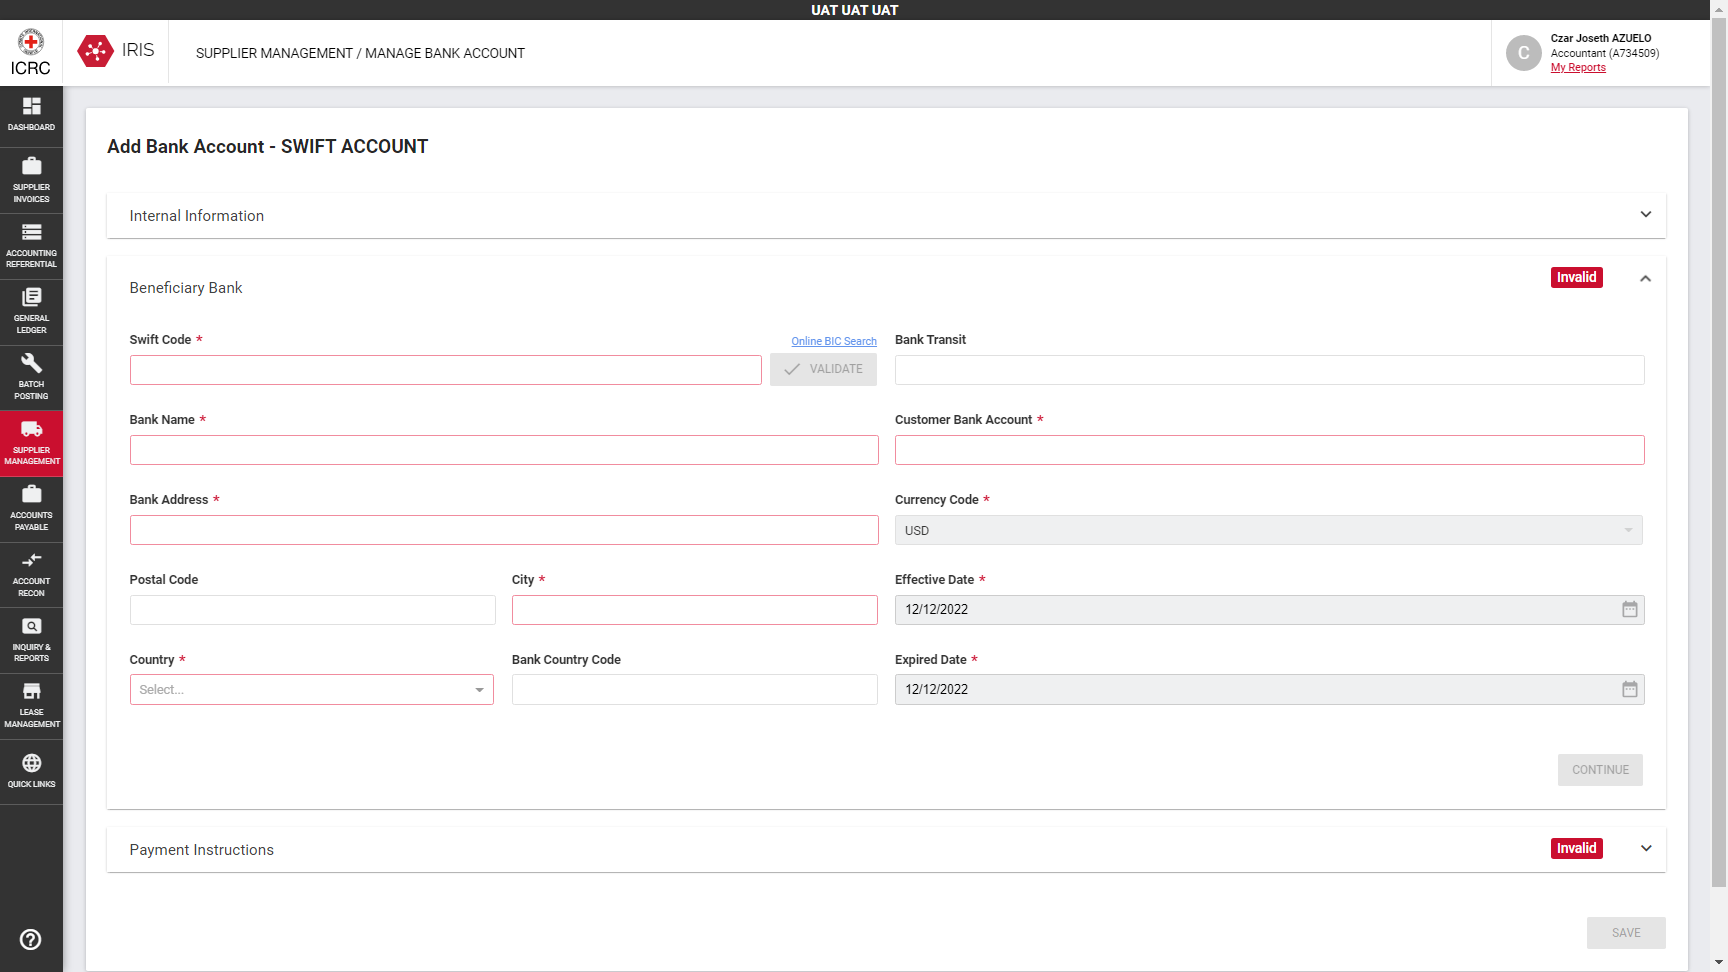 UAT UAT UAT
ICRC
IRIS
SUPPLIER MANAGEMENT / MANAGE BANK ACCOUNT
C
Czar Joseth AZUELO
Accountant (A734509)
My Reports
DASHBOARD
SUPPLIER
INVOICES
ACCOUNTING
REFERENTIAL
GENERAL
LEDGER
BATCH
POSTING
SUPPLIER
MANAGEMENT
ACCOUNTS
PAYABLE
ACCOUNT
RECON
INQUIRY &
REPORTS
LEASE
MANAGEMENT
QUICK LINKS
Add Bank Account - SWIFT ACCOUNT
Internal Information
Beneficiary Bank
Invalid
Swift Code *
Online BIC Search
VALIDATE
Bank Transit
Bank Name *
Customer Bank Account *
Bank Address *
Currency Code *
USD
Postal Code
City *
Effective Date *
12/12/2022
Country *
Select...
Bank Country Code
Expired Date *
12/12/2022
CONTINUE
Payment Instructions
Invalid
SAVE